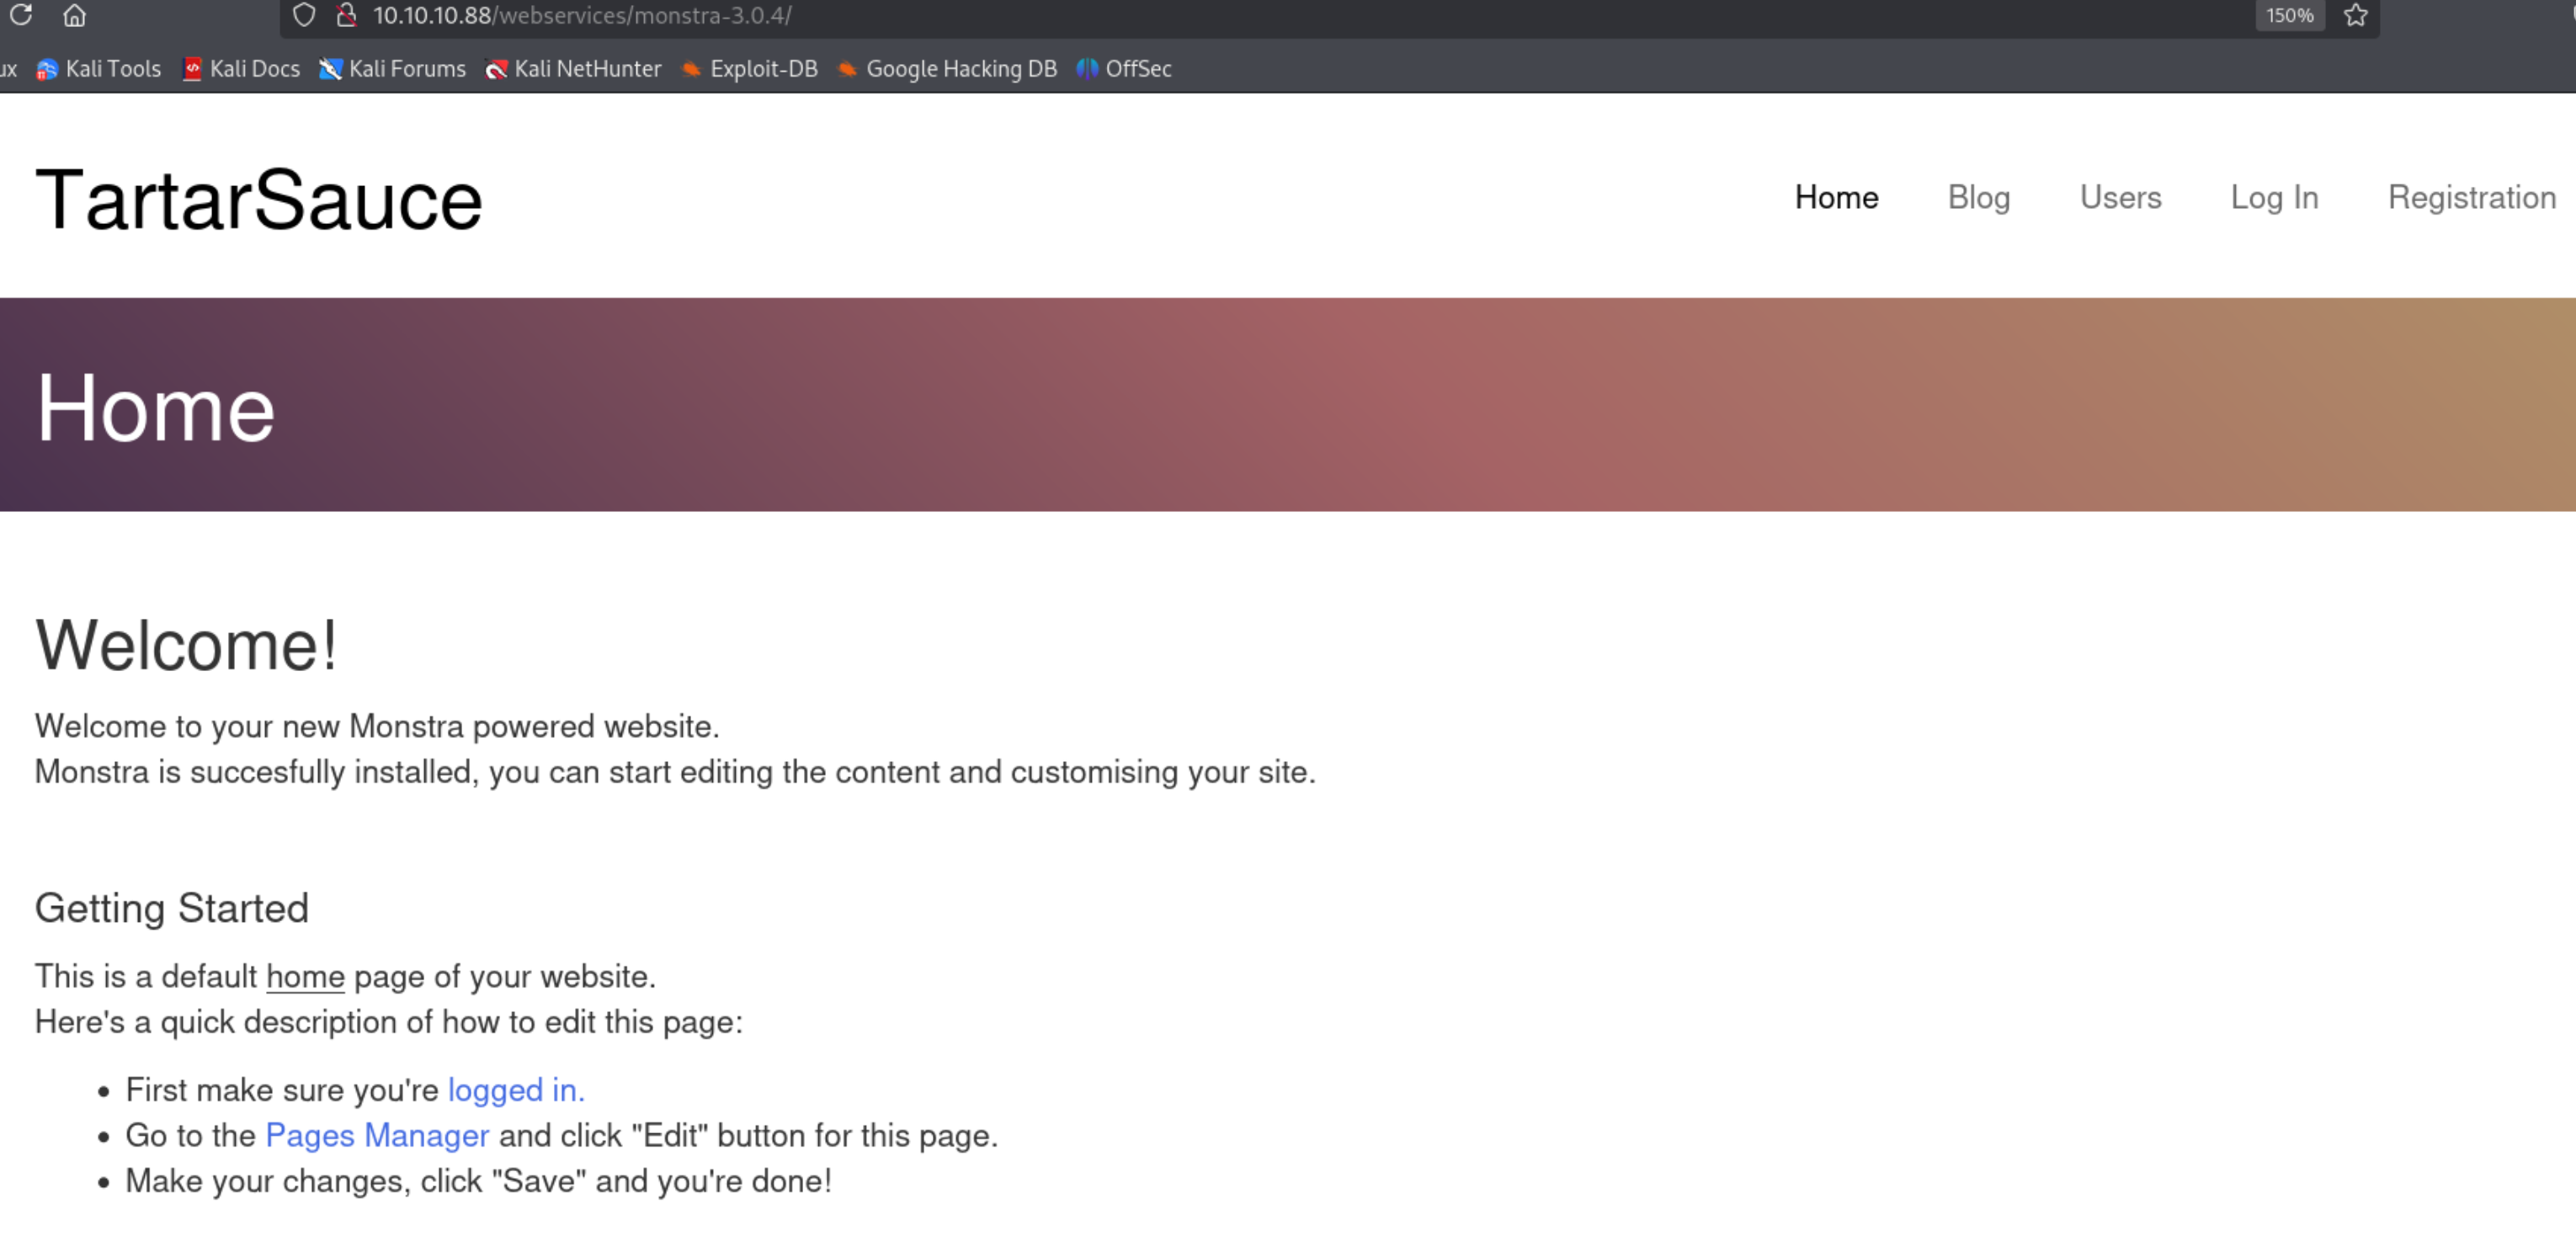 10.10.10.88/webservices/monstra-3.0.4/ 150%
ux Kali Tools Kali Docs Kali Forums Kali NetHunter Exploit-DB Google Hacking DB OffSec
TartarSauce Home Blog Users Log In Registration
Home
Welcome!
Welcome to your new Monstra powered website.
Monstra is succesfully installed, you can start editing the content and customising your site.
Getting Started
This is a default home page of your website.
Here's a quick description of how to edit this page:
First make sure you're logged in.
Go to the Pages Manager and click "Edit" button for this page.
Make your changes, click "Save" and you're done!